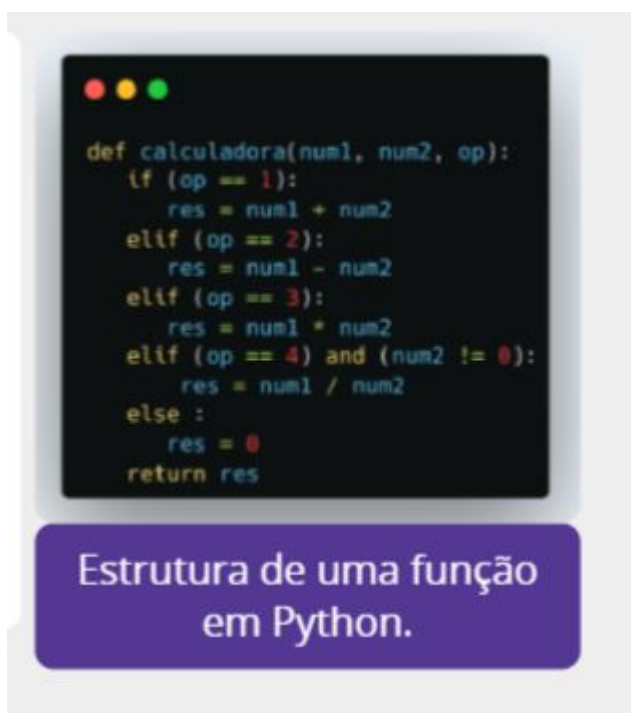 def calculadora(num1, num2, op):
if (op == 1):
res = num1 + num2
elif (op == 2):
res = num1 - num2
elif (op == 3):
res = num1 * num2
elif (op == 4) and (num2 != 0):
res = num1 / num2
else :
res = 0
return res
Estrutura de uma função
em Python.